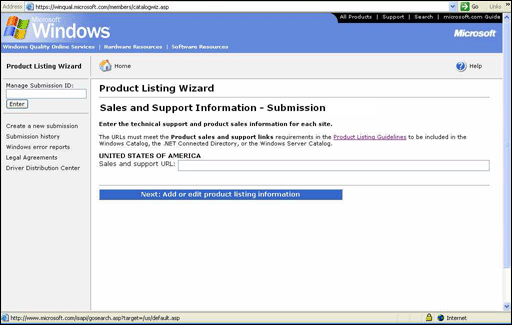 Address https://winqual.microsoft.com/members/catalogwiz.asp Go Links
All Products | Support | Search | microsoft.com Guide
Microsoft
Windows
Microsoft
Windows Quality Online Services | Hardware Resources | Software Resources
Product Listing Wizard
Home
Help
Manage Submission ID:
Enter
Create a new submission
Submission history
Windows error reports
Legal Agreements
Driver Distribution Center
Product Listing Wizard
Sales and Support Information - Submission
Enter the technical support and product sales information for each site.
The URLs must meet the Product sales and support links requirements in the Product Listing Guidelines to be included in
the Windows Catalog, the .NET Connected Directory, or the Windows Server Catalog.
UNITED STATES OF AMERICA
Sales and support URL:
Next: Add or edit product listing information
http://www.microsoft.com/isapi/gosearch.asp?target=/us/default.asp
Internet